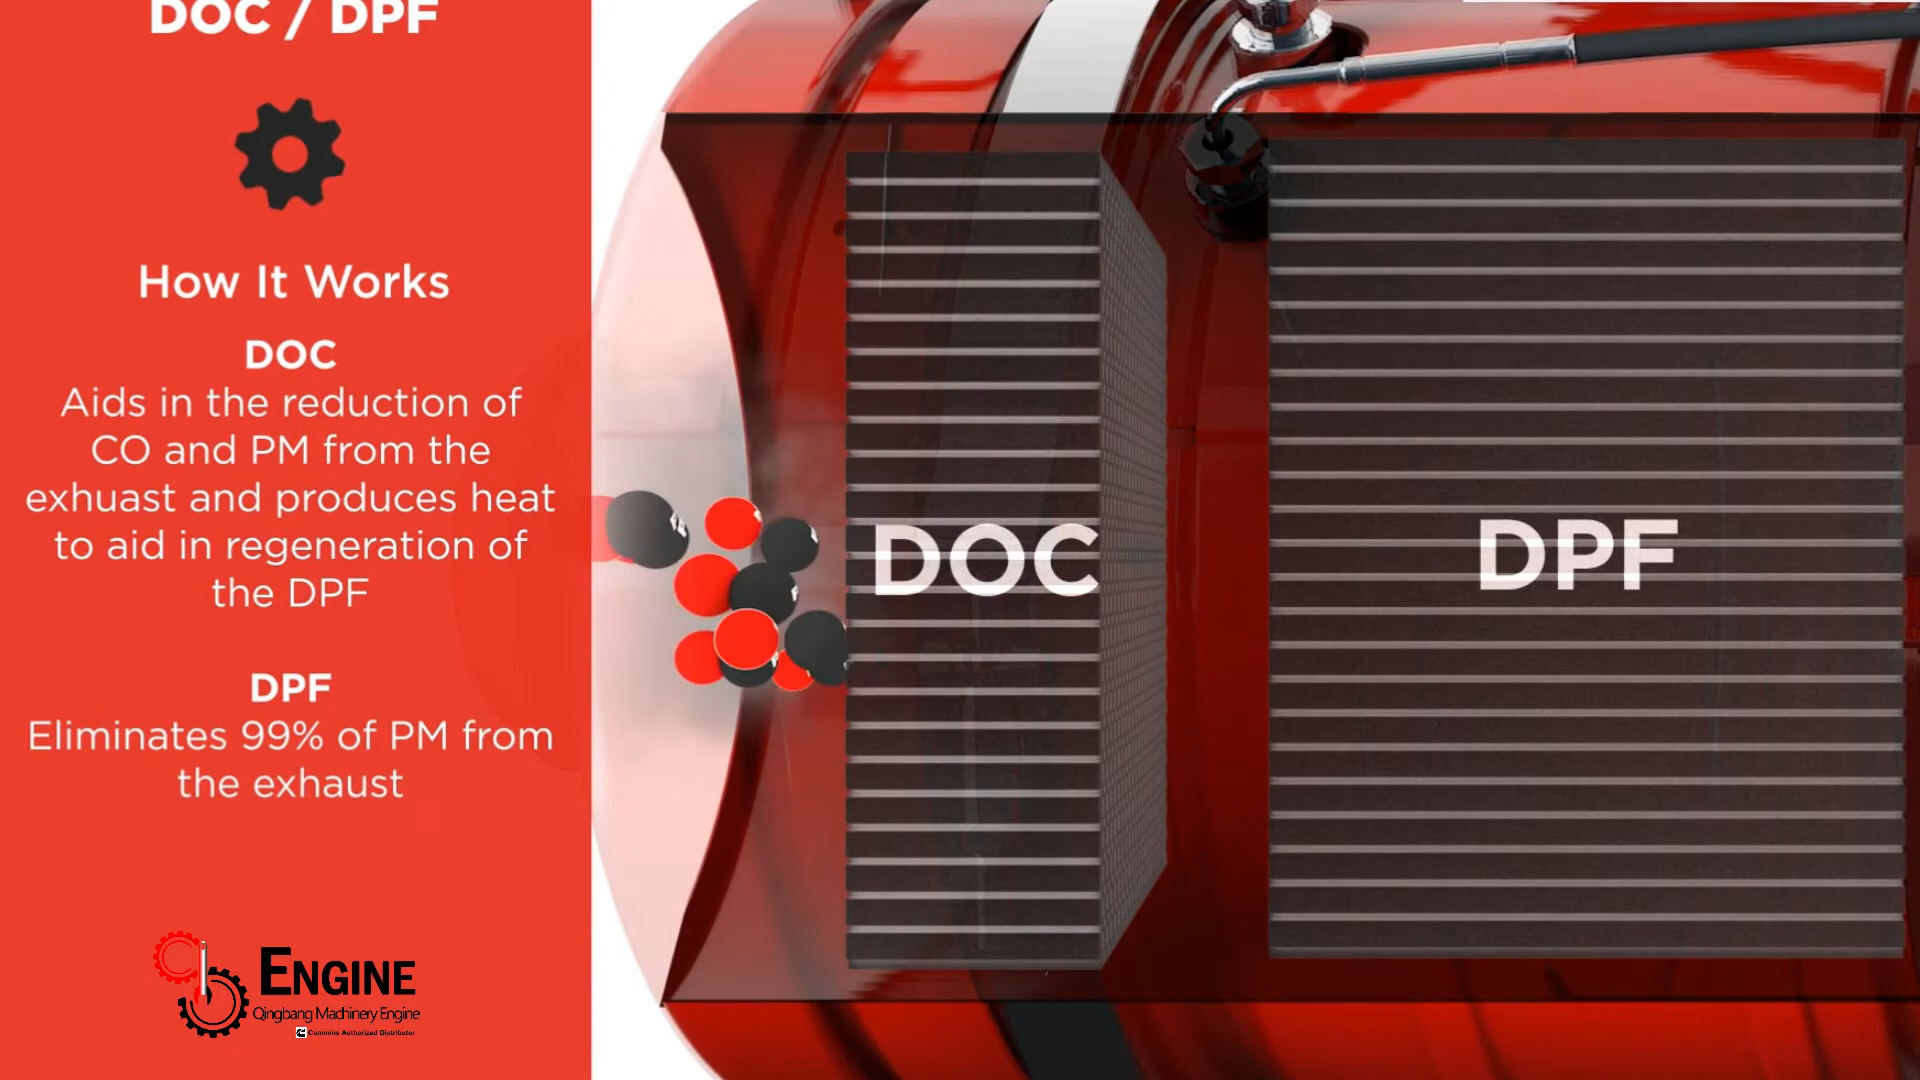 DOC / DPF
How It Works
DOC
Aids in the reduction of
CO and PM from the
exhuast and produces heat
to aid in regeneration of
the DPF
DPF
Eliminates 99% of PM from
the exhaust
ENGINE
Qingbang Machinery Engine
Cummins Authorized Distributor
DOC
DPF